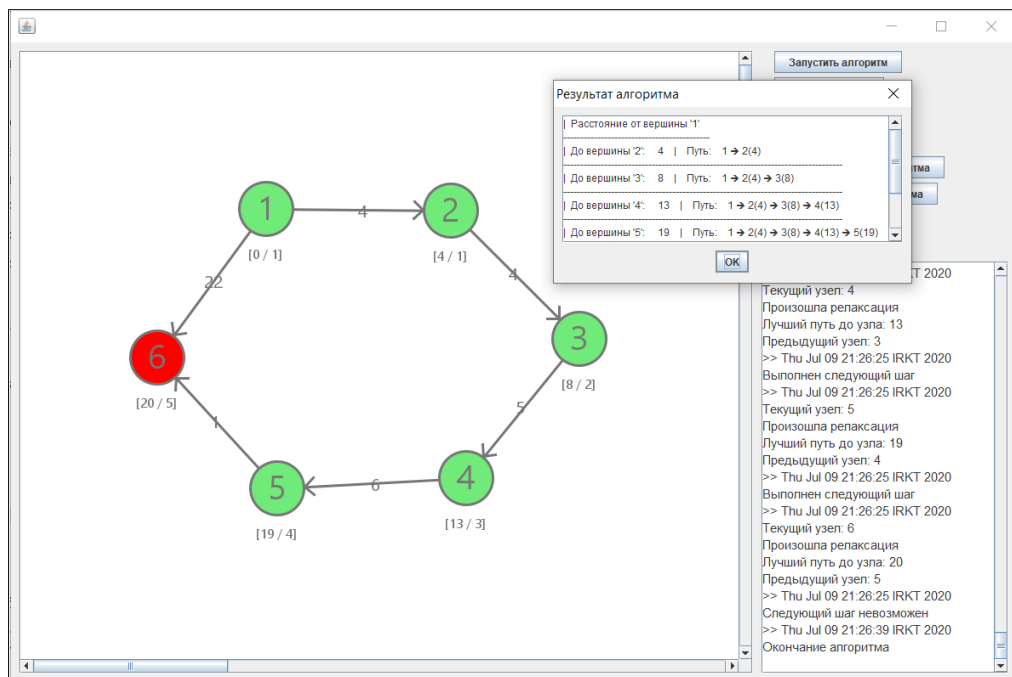 Запустить алгоритм
Результат алгоритма
| Расстояние от вершины '1'
| До вершины '2': 4 | Путь: 1 ➔ 2(4)
| До вершины '3': 8 | Путь: 1 ➔ 2(4) ➔ 3(8)
| До вершины '4': 13 | Путь: 1 ➔ 2(4) ➔ 3(8) ➔ 4(13)
| До вершины '5': 19 | Путь: 1 ➔ 2(4) ➔ 3(8) ➔ 4(13) ➔ 5(19)
OK
1
4
2
[0 / 1]
[4 / 1]
22
4
6
3
[20 / 5]
[8 / 2]
1
5
5
6
4
[19 / 4]
[13 / 3]
2020
Текущий узел: 4
Произошла релаксация
Лучший путь до узла: 13
Предыдущий узел: 3
>> Thu Jul 09 21:26:25 IRKT 2020
Выполнен следующий шаг
>> Thu Jul 09 21:26:25 IRKT 2020
Текущий узел: 5
Произошла релаксация
Лучший путь до узла: 19
Предыдущий узел: 4
>> Thu Jul 09 21:26:25 IRKT 2020
Выполнен следующий шаг
>> Thu Jul 09 21:26:25 IRKT 2020
Текущий узел: 6
Произошла релаксация
Лучший путь до узла: 20
Предыдущий узел: 5
>> Thu Jul 09 21:26:25 IRKT 2020
Следующий шаг невозможен
>> Thu Jul 09 21:26:39 IRKT 2020
Окончание алгоритма